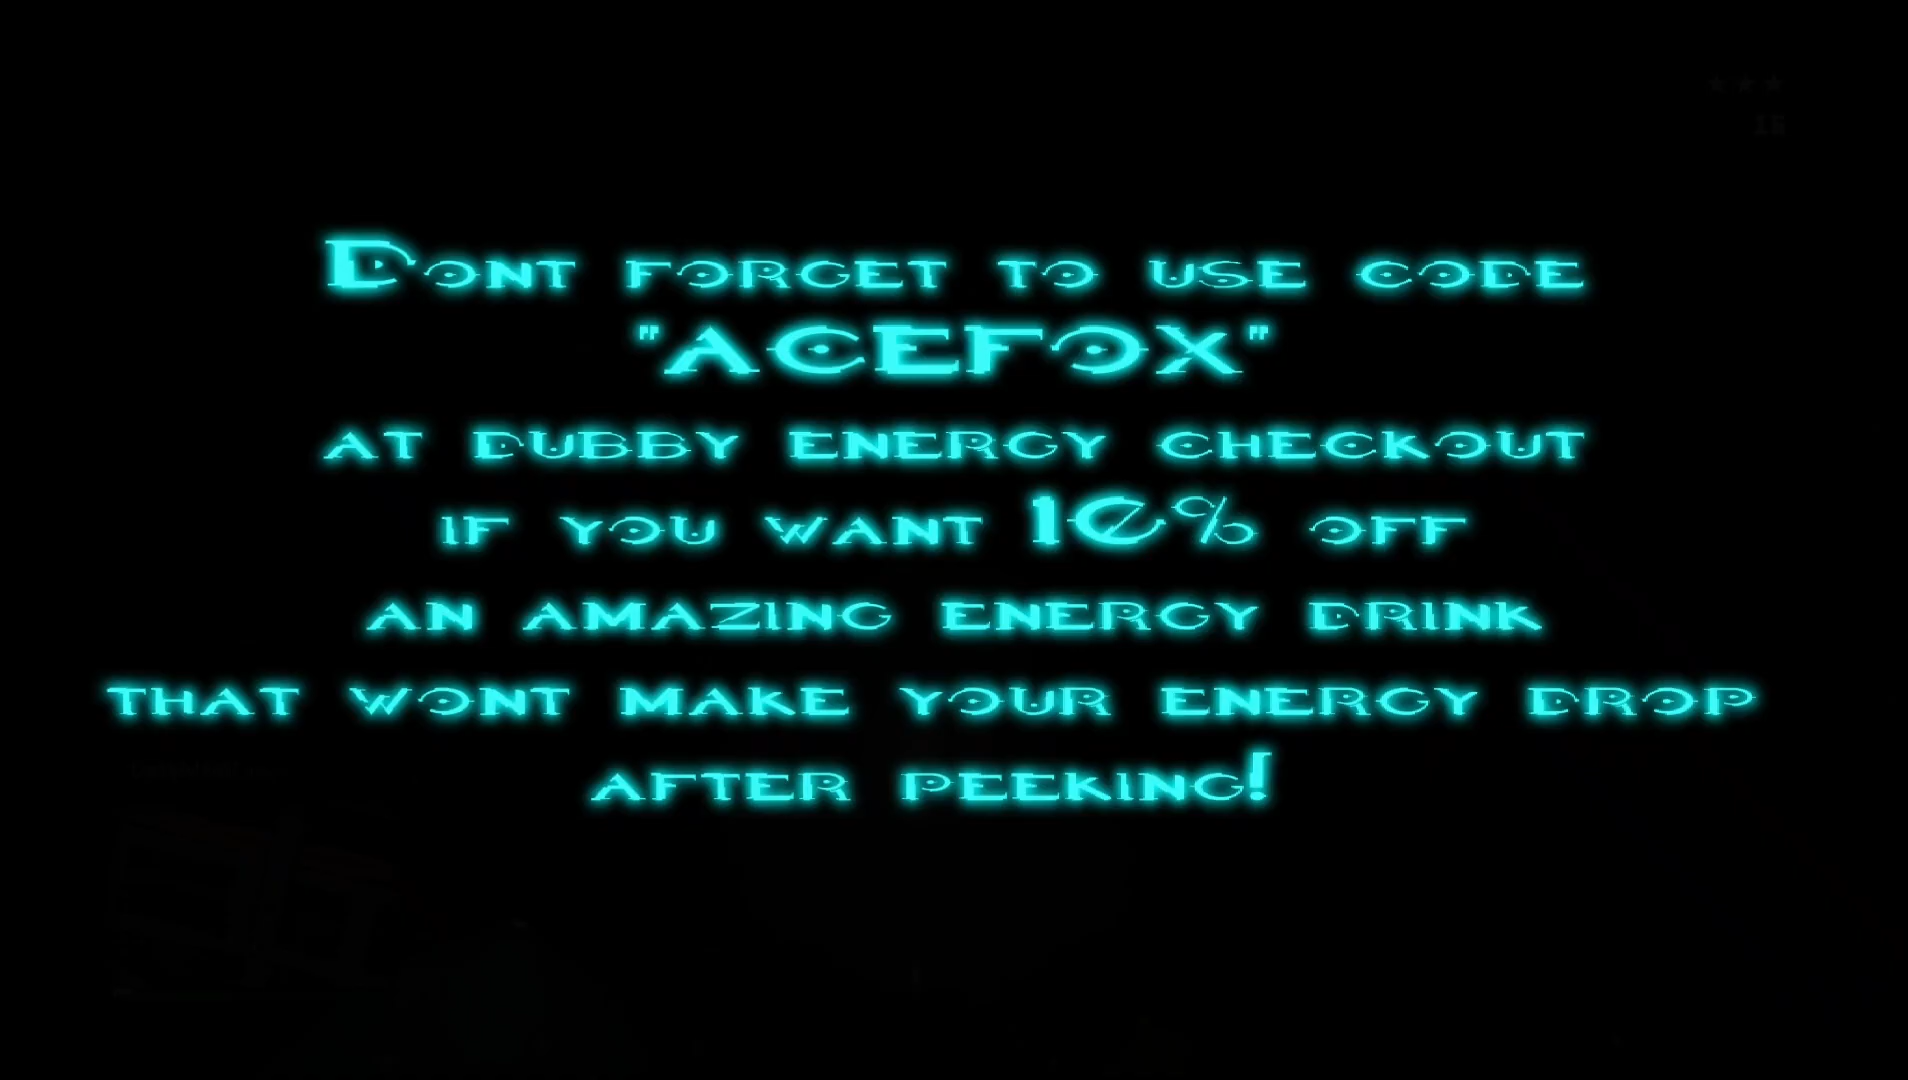 Dont forget to use code
"ACEFOX"
at dubby energy checkout
if you want 10% off
an amazing energy drink
that wont make your energy drop
after peeking!